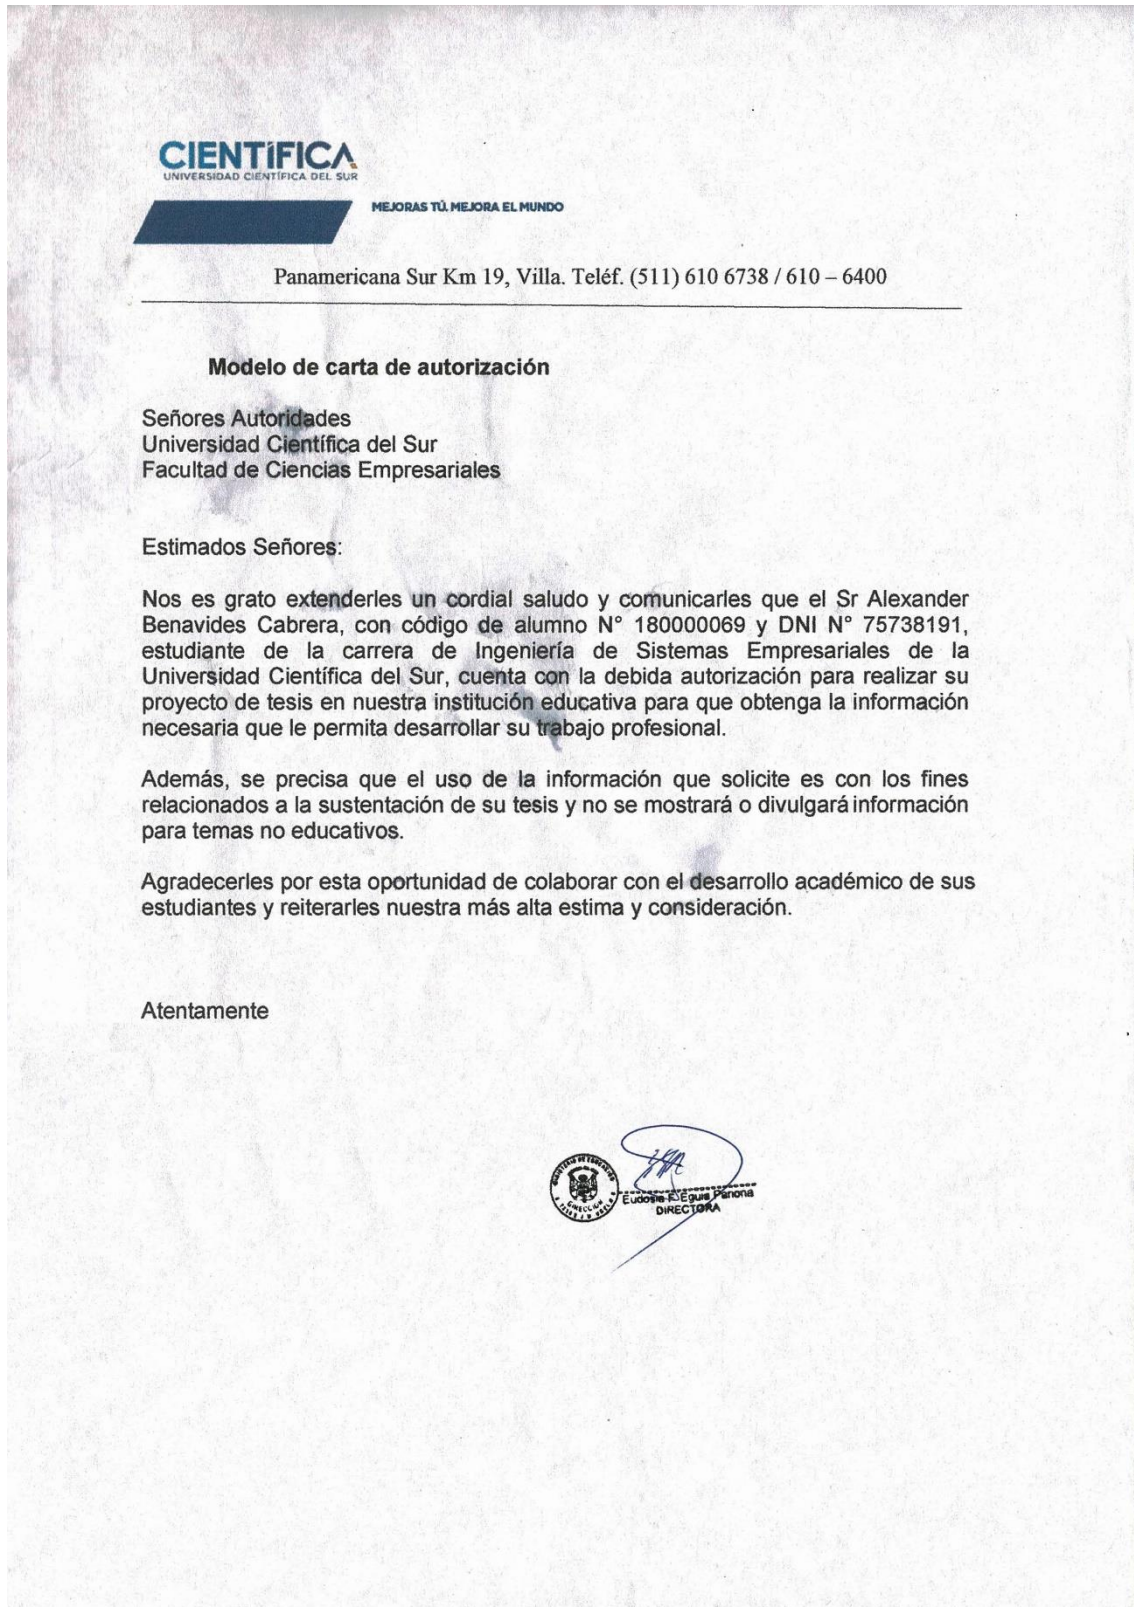 CIENTÍFICA
UNIVERSIDAD CIENTÍFICA DEL SUR
MEJORAS TÚ. MEJORA EL MUNDO
Panamericana Sur Km 19, Villa. Teléf. (511) 610 6738 / 610 – 6400
Modelo de carta de autorización
Señores Autoridades
Universidad Científica del Sur
Facultad de Ciencias Empresariales
Estimados Señores:
Nos es grato extenderles un cordial saludo y comunicarles que el Sr Alexander
Benavides Cabrera, con código de alumno N° 180000069 y DNI N° 75738191,
estudiante de la carrera de Ingeniería de Sistemas Empresariales de la
Universidad Científica del Sur, cuenta con la debida autorización para realizar su
proyecto de tesis en nuestra institución educativa para que obtenga la información
necesaria que le permita desarrollar su trabajo profesional.
Además, se precisa que el uso de la información que solicite es con los fines
relacionados a la sustentación de su tesis y no se mostrará o divulgará información
para temas no educativos.
Agradecerles por esta oportunidad de colaborar con el desarrollo académico de sus
estudiantes y reiterarles nuestra más alta estima y consideración.
Atentamente
MINISTERIO DE EDUCACION
DIRECCION
Eudosia F. Eguis Panona
DIRECTORA